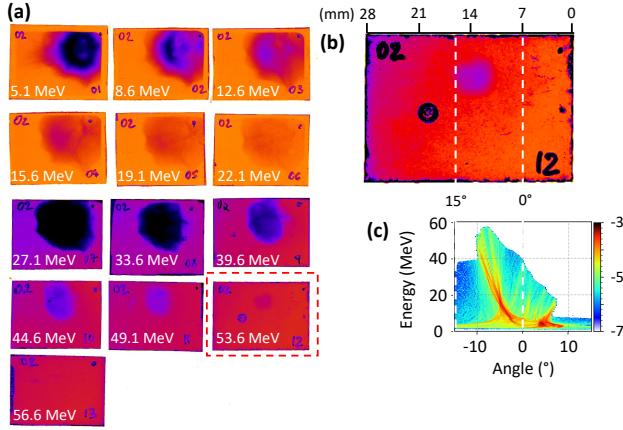 (a)
02 01 5.1 MeV
02 02 8.6 MeV
02 03 12.6 MeV
02 04 15.6 MeV
02 05 19.1 MeV
02 06 22.1 MeV
27.1 MeV
02 08 33.6 MeV
02 9 39.6 MeV
02 10 44.6 MeV
02 11 49.1 MeV
02 12 53.6 MeV
02 13 56.6 MeV
(mm) 28 21 14 7 0
(b)
02
12
15° 0°
(c)
60
40
20
0
Energy (MeV)
-10 0 10
Angle (°)
-3
-5
-7